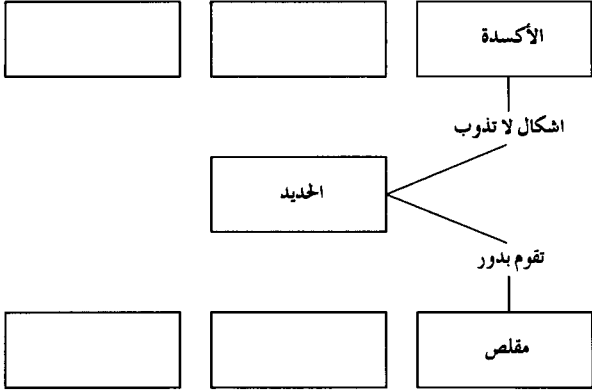 الأكسدة
اشكال لا تذوب
الحديد
تقوم بدور
مقلص